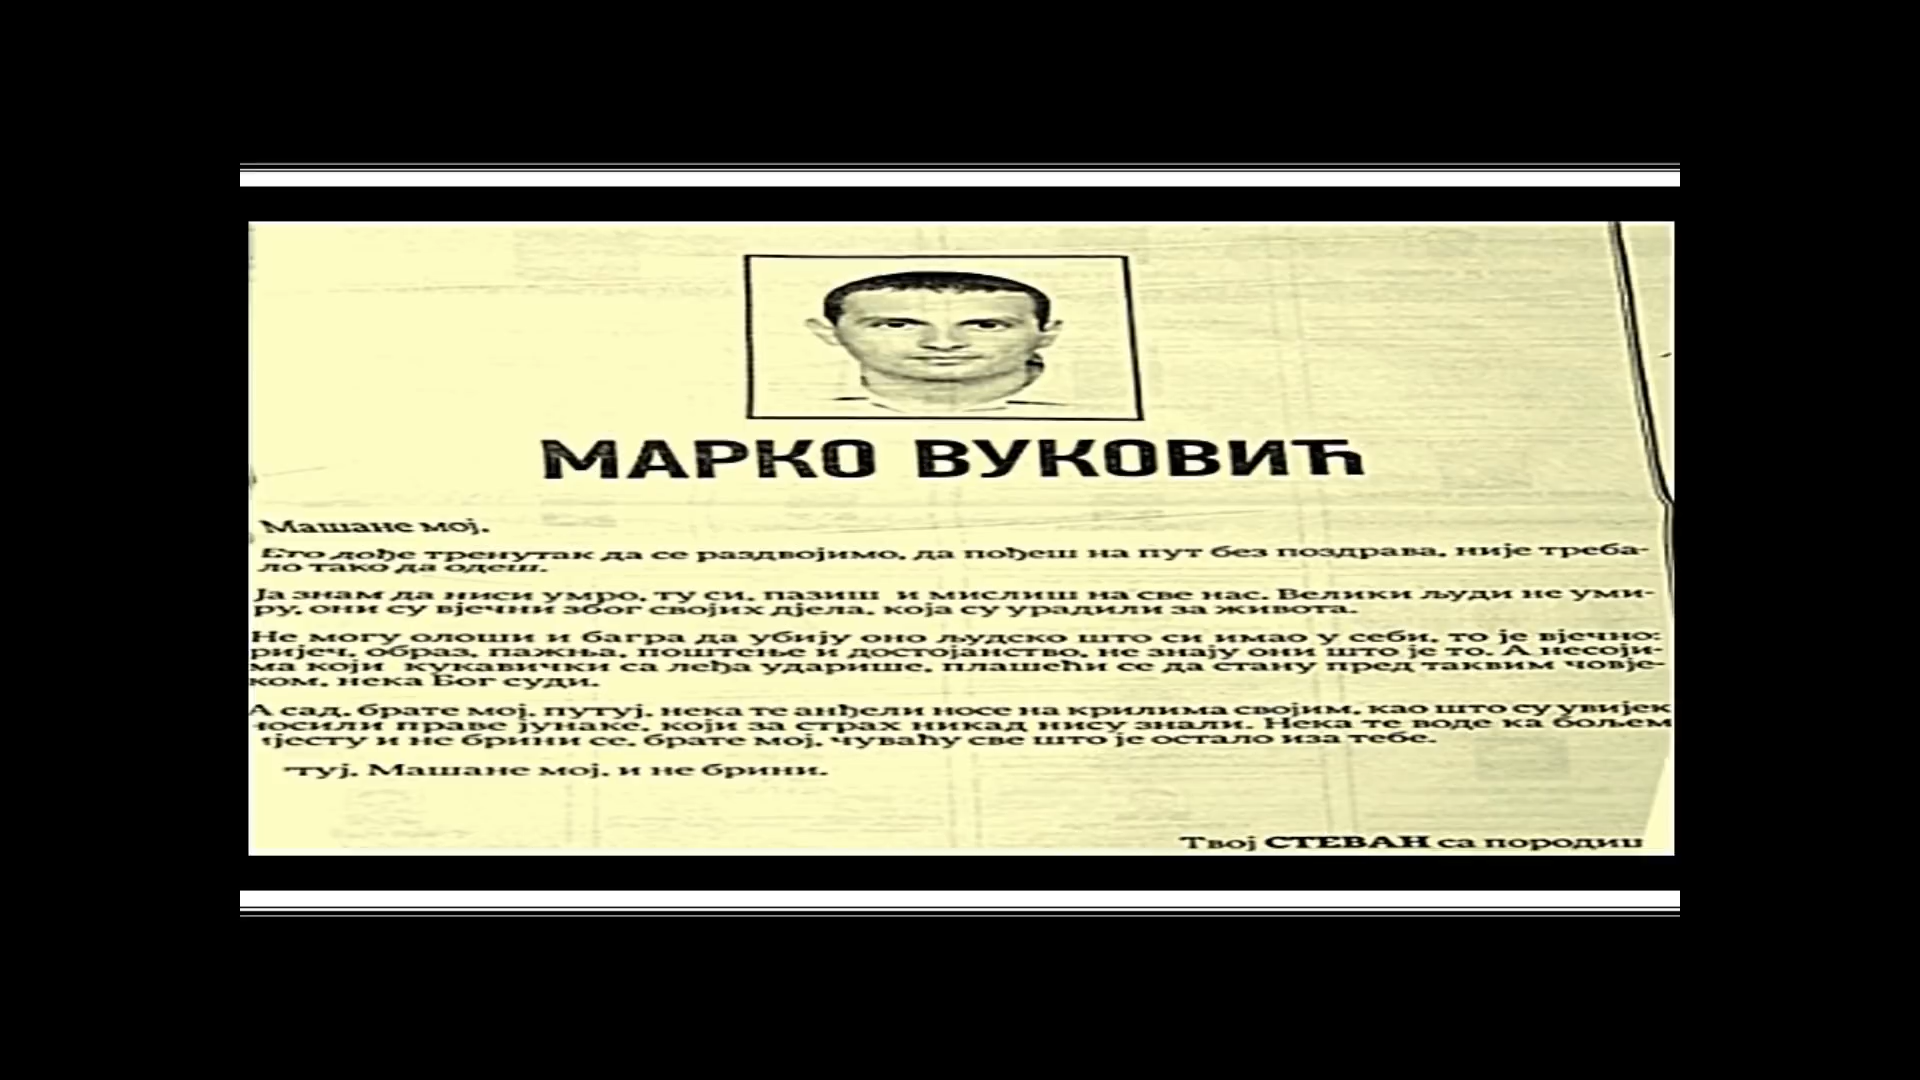 МАРКО ВУКОВИЋ
Машане мој,
Ето дође тренутак да се раздвојимо, да пођеш на пут без поздрава, није треба-
ло тако да одеш.
Ја знам да ниси умро, ту си, пазиш и мислиш на све нас. Велики људи не уми-
ру, они су вјечни због својих дјела, која су урадили за живота.
Не могу олоши и багра да убију оно људско што си имао у себи, то је вјечно:
ријеч, образ, пажња, поштење и достојанство, не знају они што је то. А несоји-
ма који кукавички са леђа ударише, плашећи се да стану пред таквим човје-
ком, нека Бог суди.
А сад, брате мој, путуј, нека те анђели носе на крилима својим, као што су увијек
носили праве јунаке, који за страх никад нису знали. Нека те воде ка бољем
мјесту и не брини се, брате мој, чуваћу све што је остало иза тебе.
туј, Машане мој, и не брини.
Твој СТЕВАН са породиц